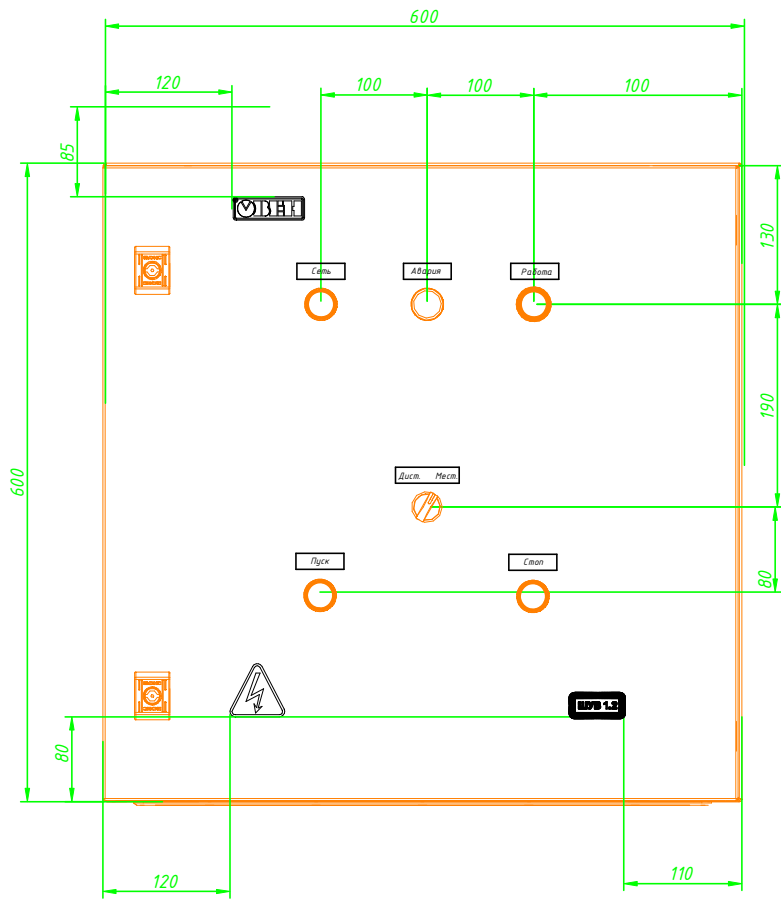 600
120
100
100
100
85
130
ОВЕН
Сеть
Авария
Работа
190
600
Дист. Мест.
Пуск
Стоп
80
ШУВ 1.2
80
120
110